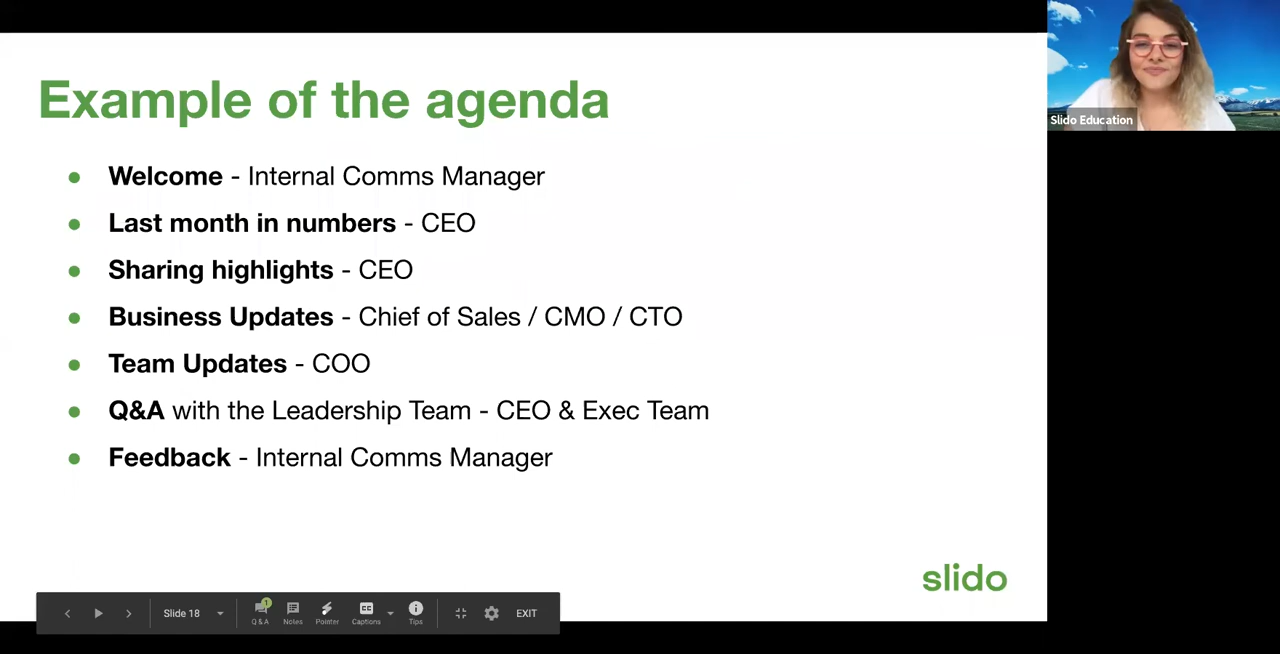 Example of the agenda
Welcome - Internal Comms Manager
Last month in numbers - CEO
Sharing highlights - CEO
Business Updates - Chief of Sales / CMO / CTO
Team Updates - COO
Q&A with the Leadership Team - CEO & Exec Team
Feedback - Internal Comms Manager
slido
Slido Education
Slide 18
1
Q & A
Notes
Pointer
CC
Captions
Tips
EXIT